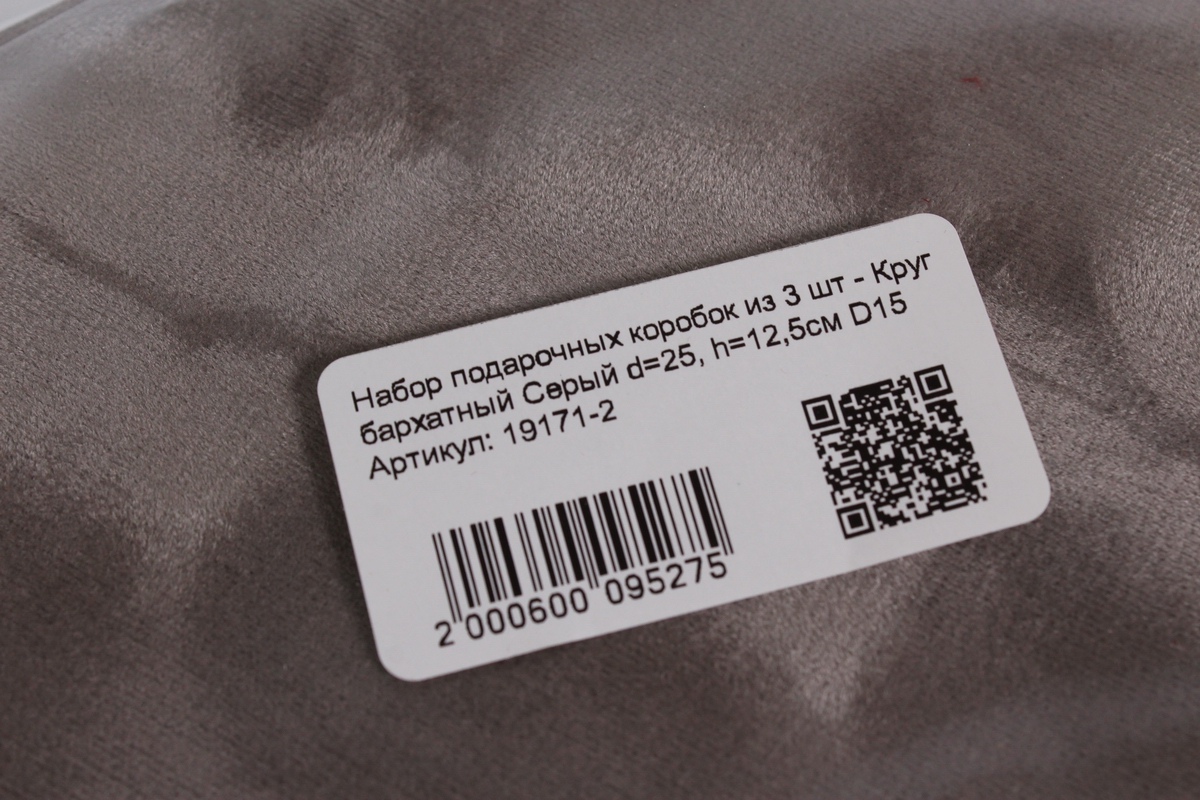 Набор подарочных коробок из 3 шт - Круг
бархатный Серый d=25, h=12,5см D15
Артикул: 19171-2
2 000600 095275